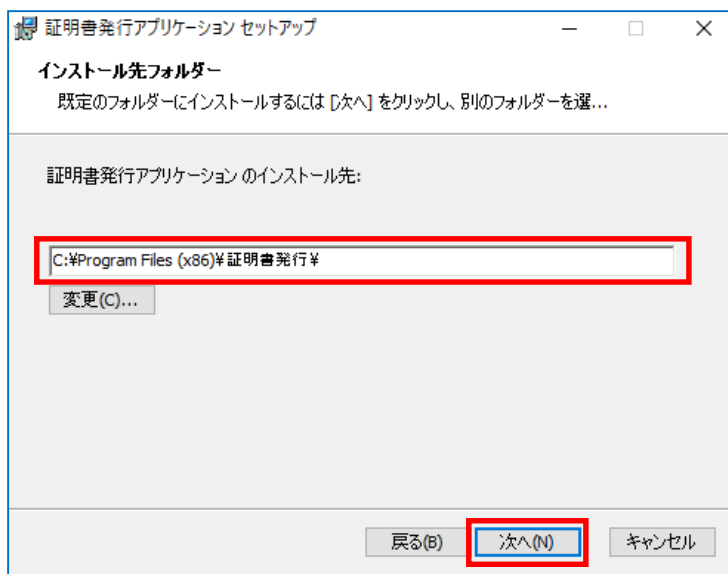 証明書発行アプリケーション セットアップ
インストール先フォルダー
既定のフォルダーにインストールするには [次へ] をクリックし、別のフォルダーを選...
証明書発行アプリケーション のインストール先:
C:¥Program Files (x86)¥証明書発行¥
変更(C)...
戻る(B) 次へ(N) キャンセル